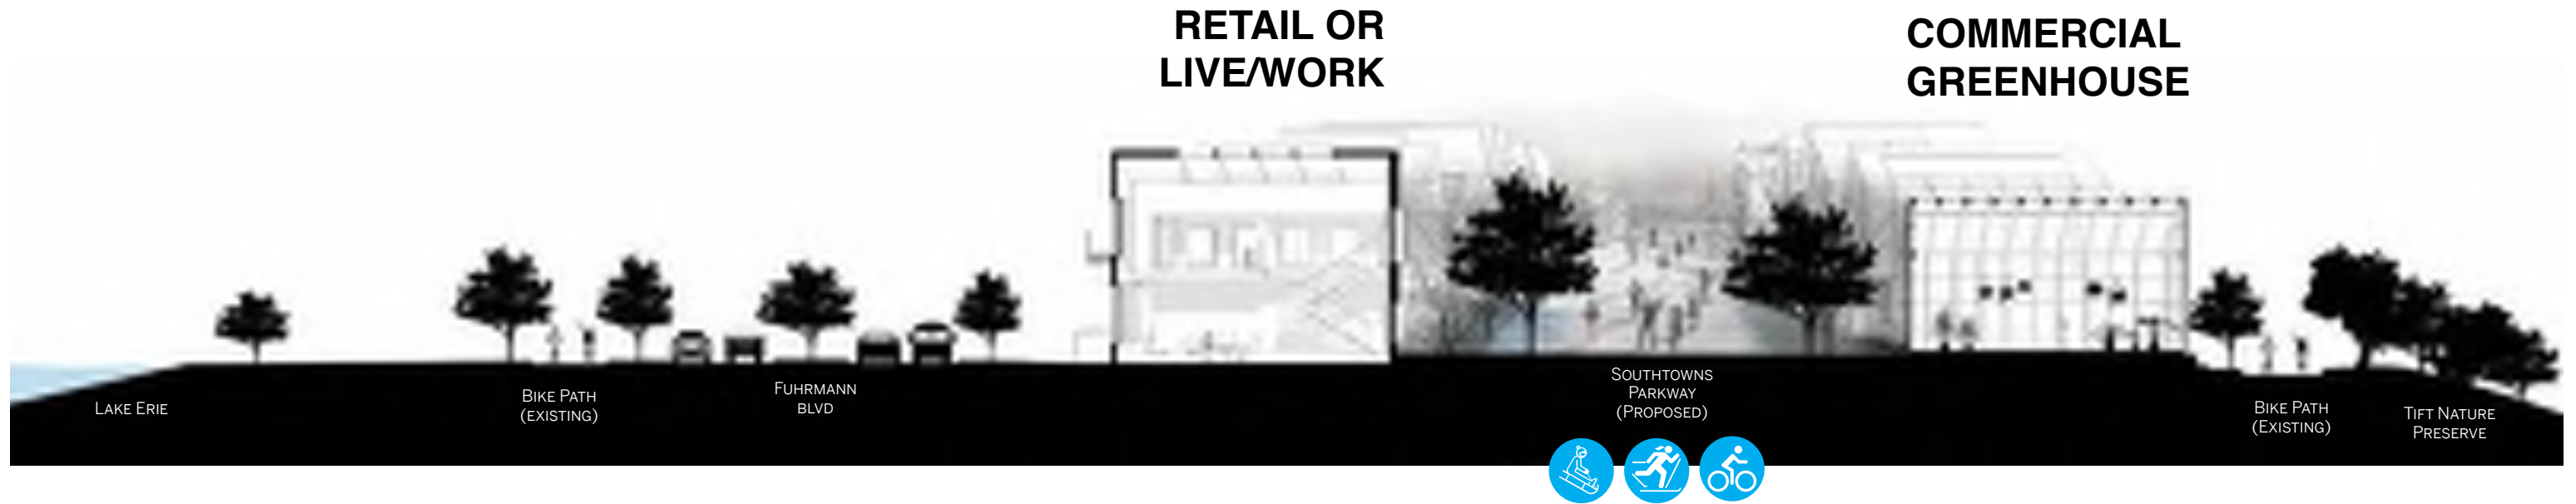 RETAIL OR
LIVE/WORK
COMMERCIAL
GREENHOUSE
LAKE ERIE
BIKE PATH
(EXISTING)
FUHRMANN
BLVD
SOUTHTOWNS
PARKWAY
(PROPOSED)
BIKE PATH
(EXISTING)
TIFT NATURE
PRESERVE